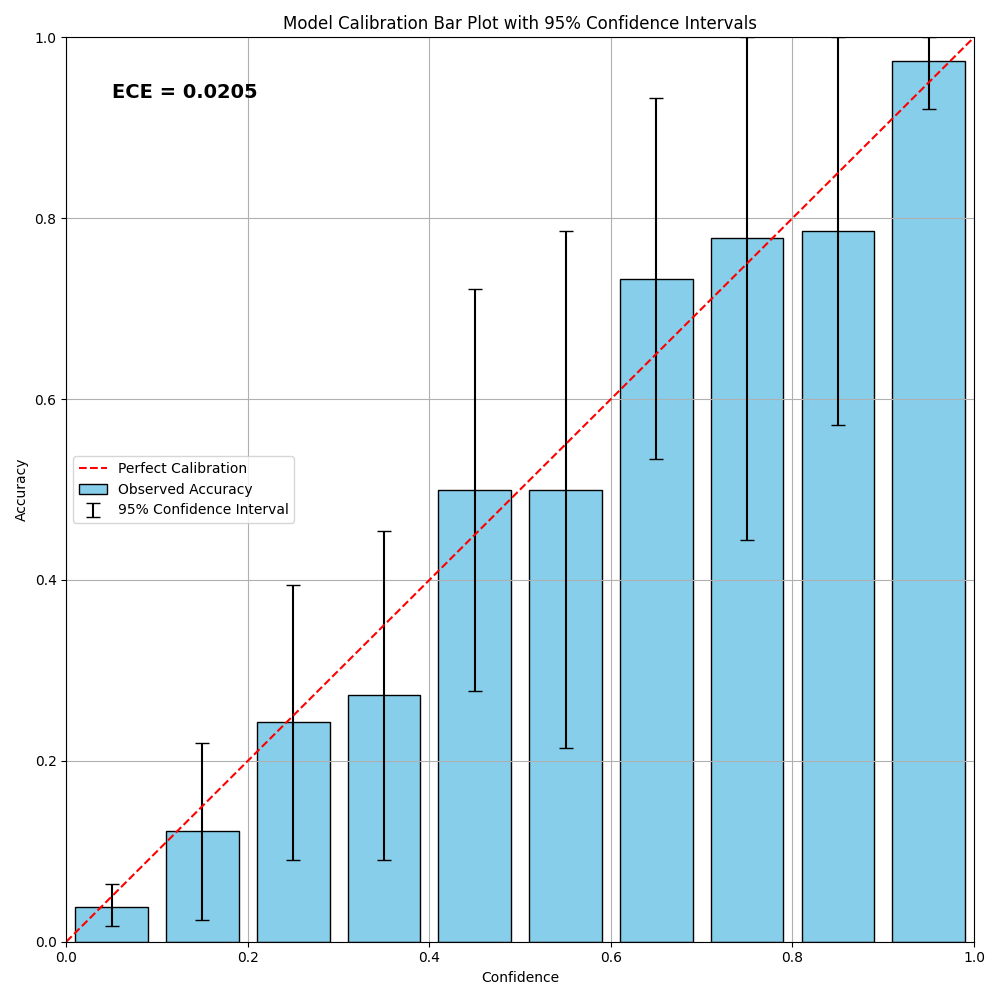 Model Calibration Bar Plot with 95% Confidence Intervals
ECE = 0.0205
1.0
0.8
0.6
0.4
0.2
0.0
Accuracy
Perfect Calibration
Observed Accuracy
95% Confidence Interval
0.0 0.2 0.4 0.6 0.8 1.0
Confidence